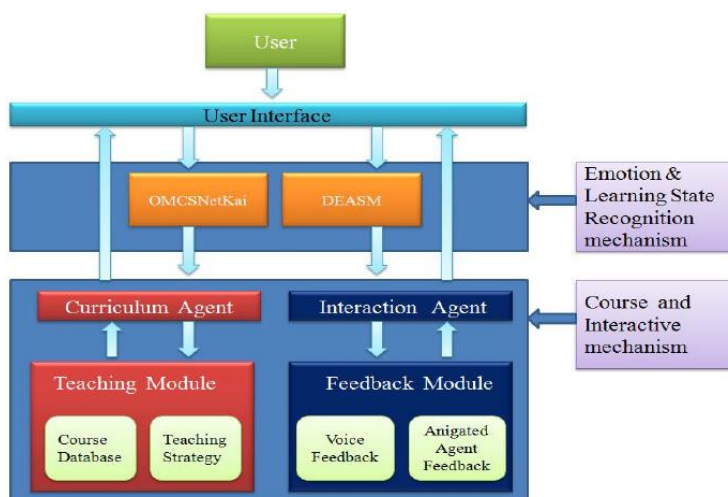 User
User Interface
OMCSNetKai
DEASM
Emotion &
Learning State
Recognition
mechanism
Curriculum Agent
Interaction Agent
Course and
Interactive
mechanism
Teaching Module
Feedback Module
Course
Database
Teaching
Strategy
Voice
Feedback
Anigated
Agent
Feedback